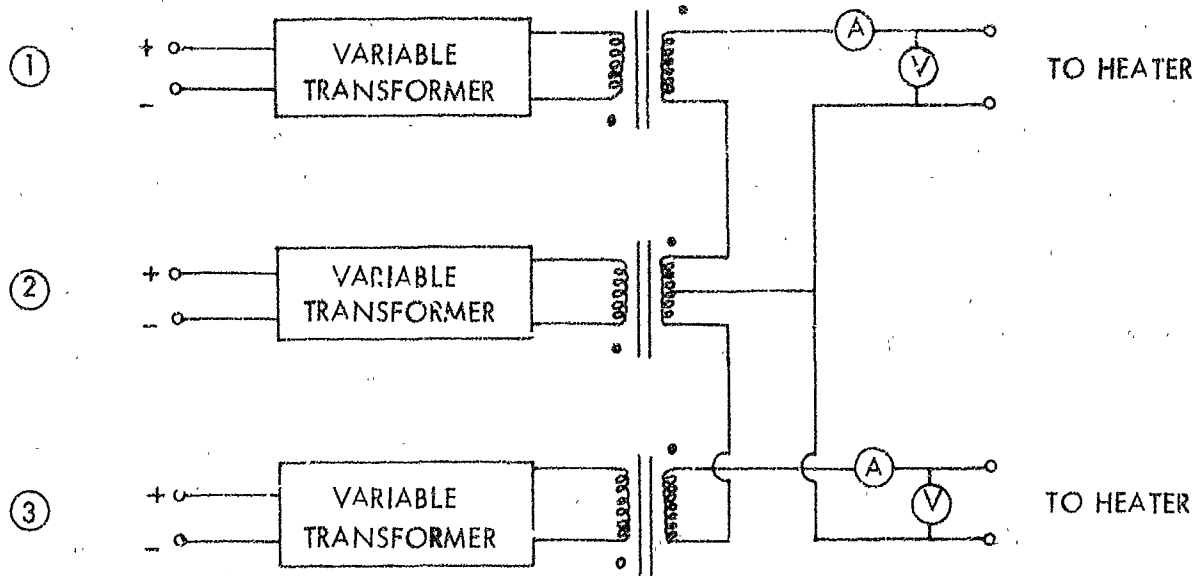 ① + VARIABLE TRANSFORMER A V TO HEATER
-
② + VARIABLE TRANSFORMER
-
③ + VARIABLE TRANSFORMER A V TO HEATER
-